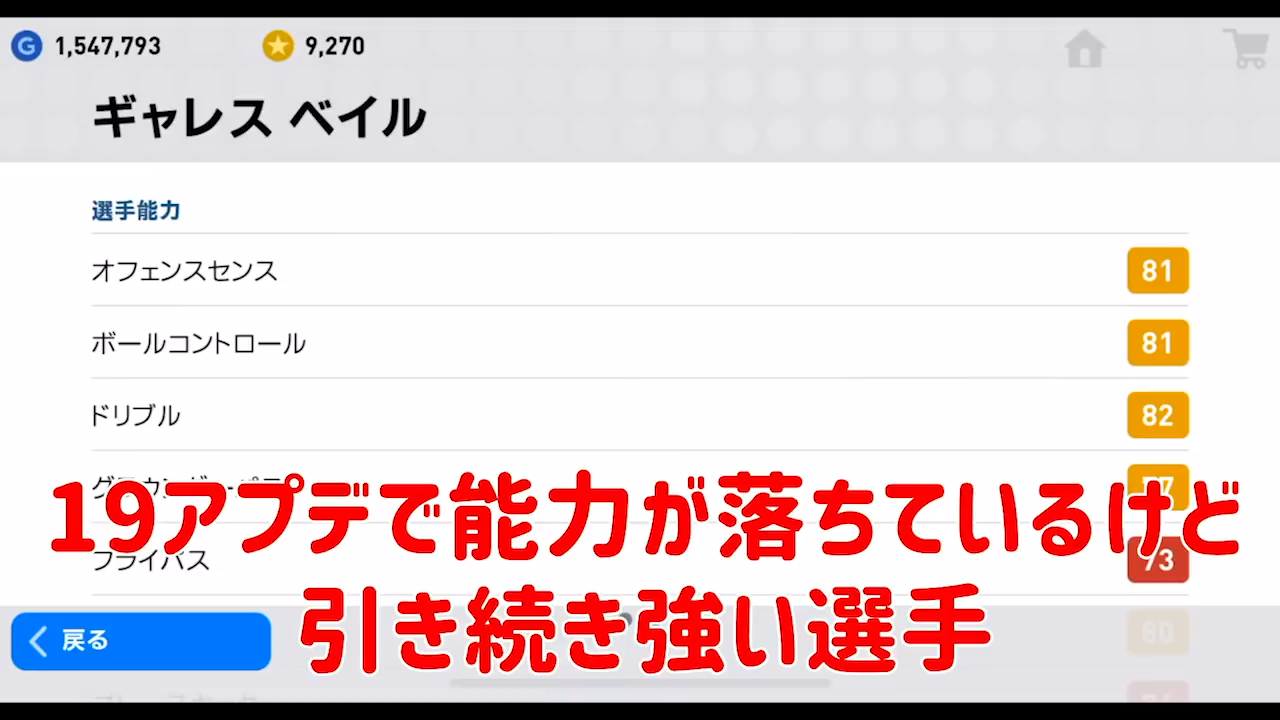 1,547,793
9,270
ギャレス ベイル
選手能力
オフェンスセンス
81
ボールコントロール
81
ドリブル
82
19アプデで能力が落ちているけど
フライパス
73
引き続き強い選手
戻る
80